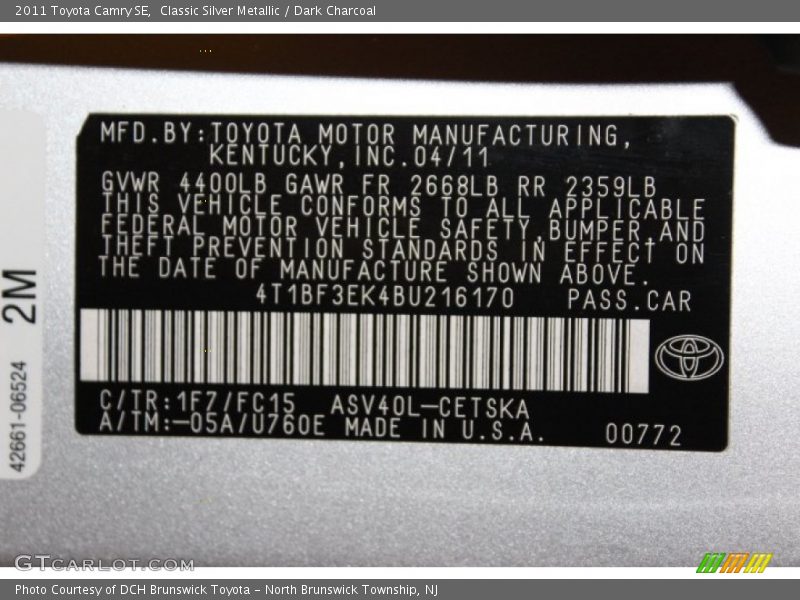 2011 Toyota Camry SE,  Classic Silver Metallic / Dark Charcoal
MFD.BY:TOYOTA MOTOR MANUFACTURING,
KENTUCKY,INC.04/11
GVWR 4400LB GAWR FR 2668LB RR 2359LB
THIS VEHICLE CONFORMS TO ALL APPLICABLE
FEDERAL MOTOR VEHICLE SAFETY,BUMPER AND
THEFT PREVENTION STANDARDS IN EFFECT ON
THE DATE OF MANUFACTURE SHOWN ABOVE.
4T1BF3EK4BU216170 PASS.CAR
C/TR:1F7/FC15 ASV40L-CETSKA
A/TM:-05A/U760E MADE IN U.S.A.
00772
2M
42661-06524
GTCARLOT.COM
Photo Courtesy of DCH Brunswick Toyota - North Brunswick Township, NJ